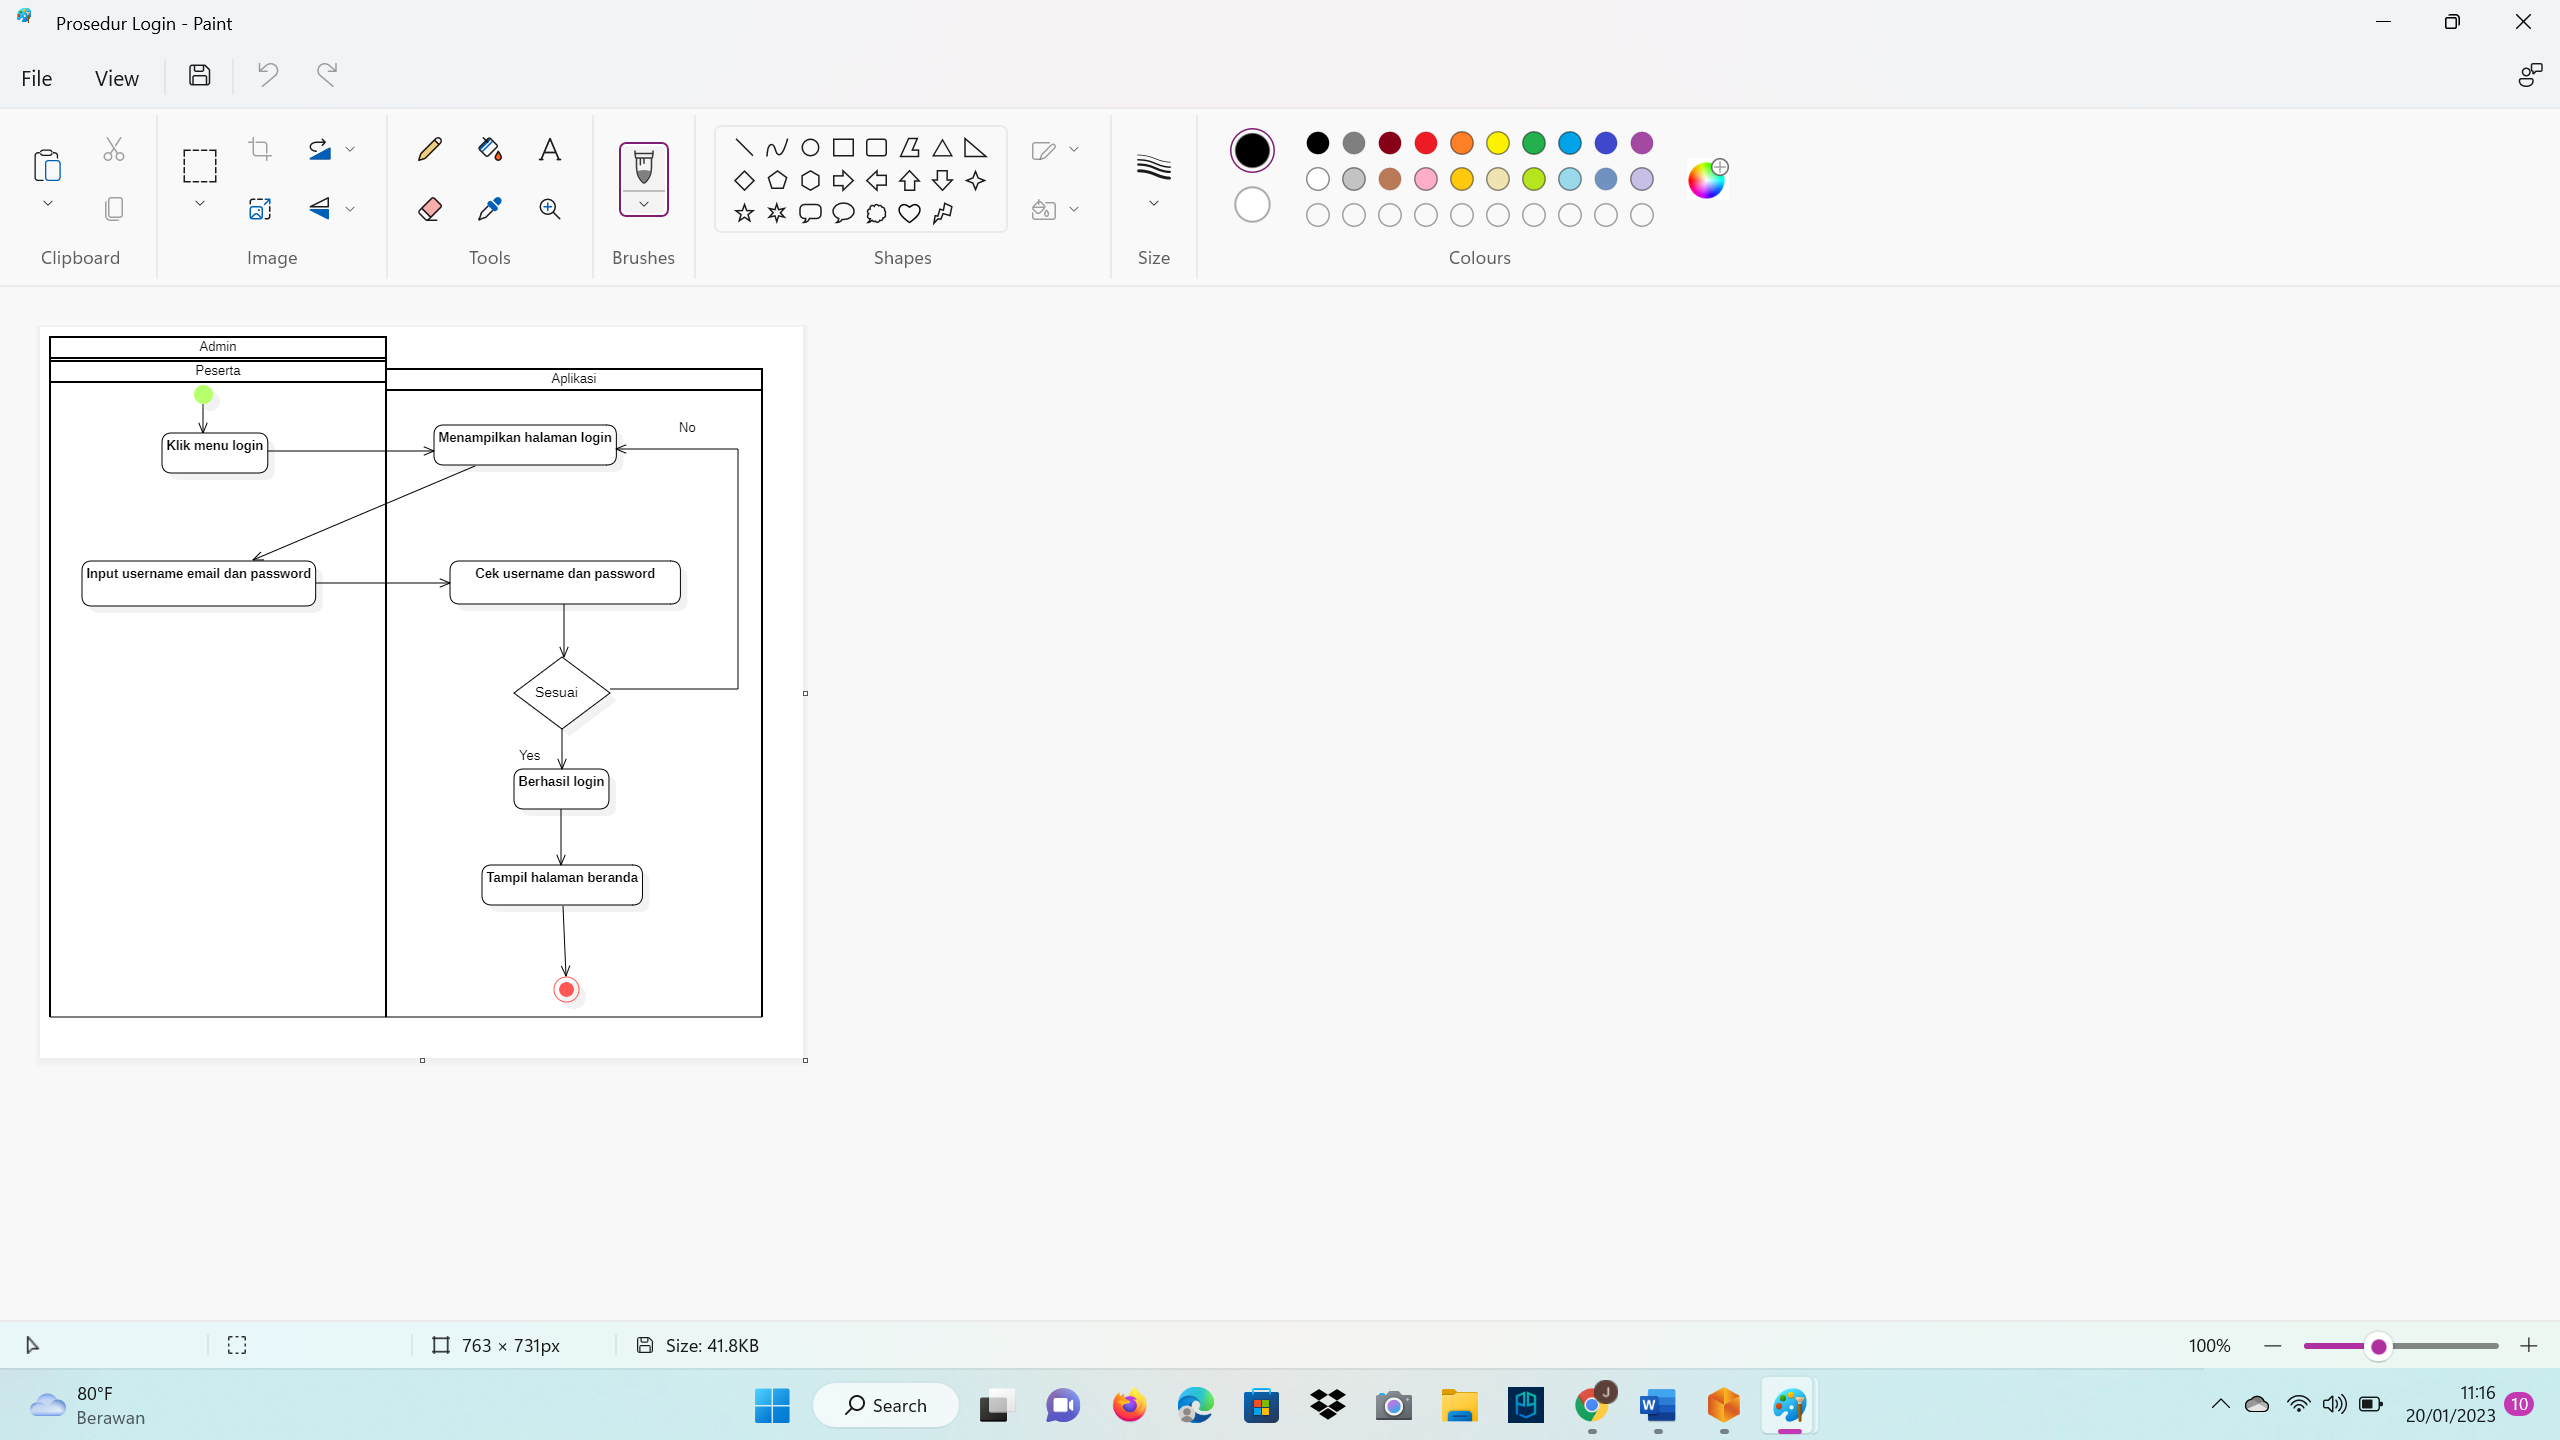 Prosedur Login - Paint
File View
Clipboard Image Tools Brushes Shapes Size Colours
Admin
Peserta
Aplikasi
No
Klik menu login
Menampilkan halaman login
Input username email dan password
Cek username dan password
Sesuai
Yes
Berhasil login
Tampil halaman beranda
763 × 731px Size: 41.8KB 100%
80°F
Berawan
Search
J
W
11:16
20/01/2023
10